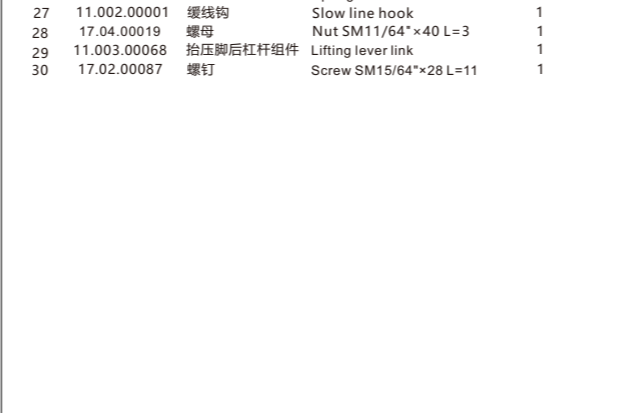 27 11.002.00001 缓线钩 Slow line hook 1
28 17.04.00019 螺母 Nut SM11/64"×40 L=3 1
29 11.003.00068 抬压脚后杠杆组件 Lifting lever link 1
30 17.02.00087 螺钉 Screw SM15/64"×28 L=11 1